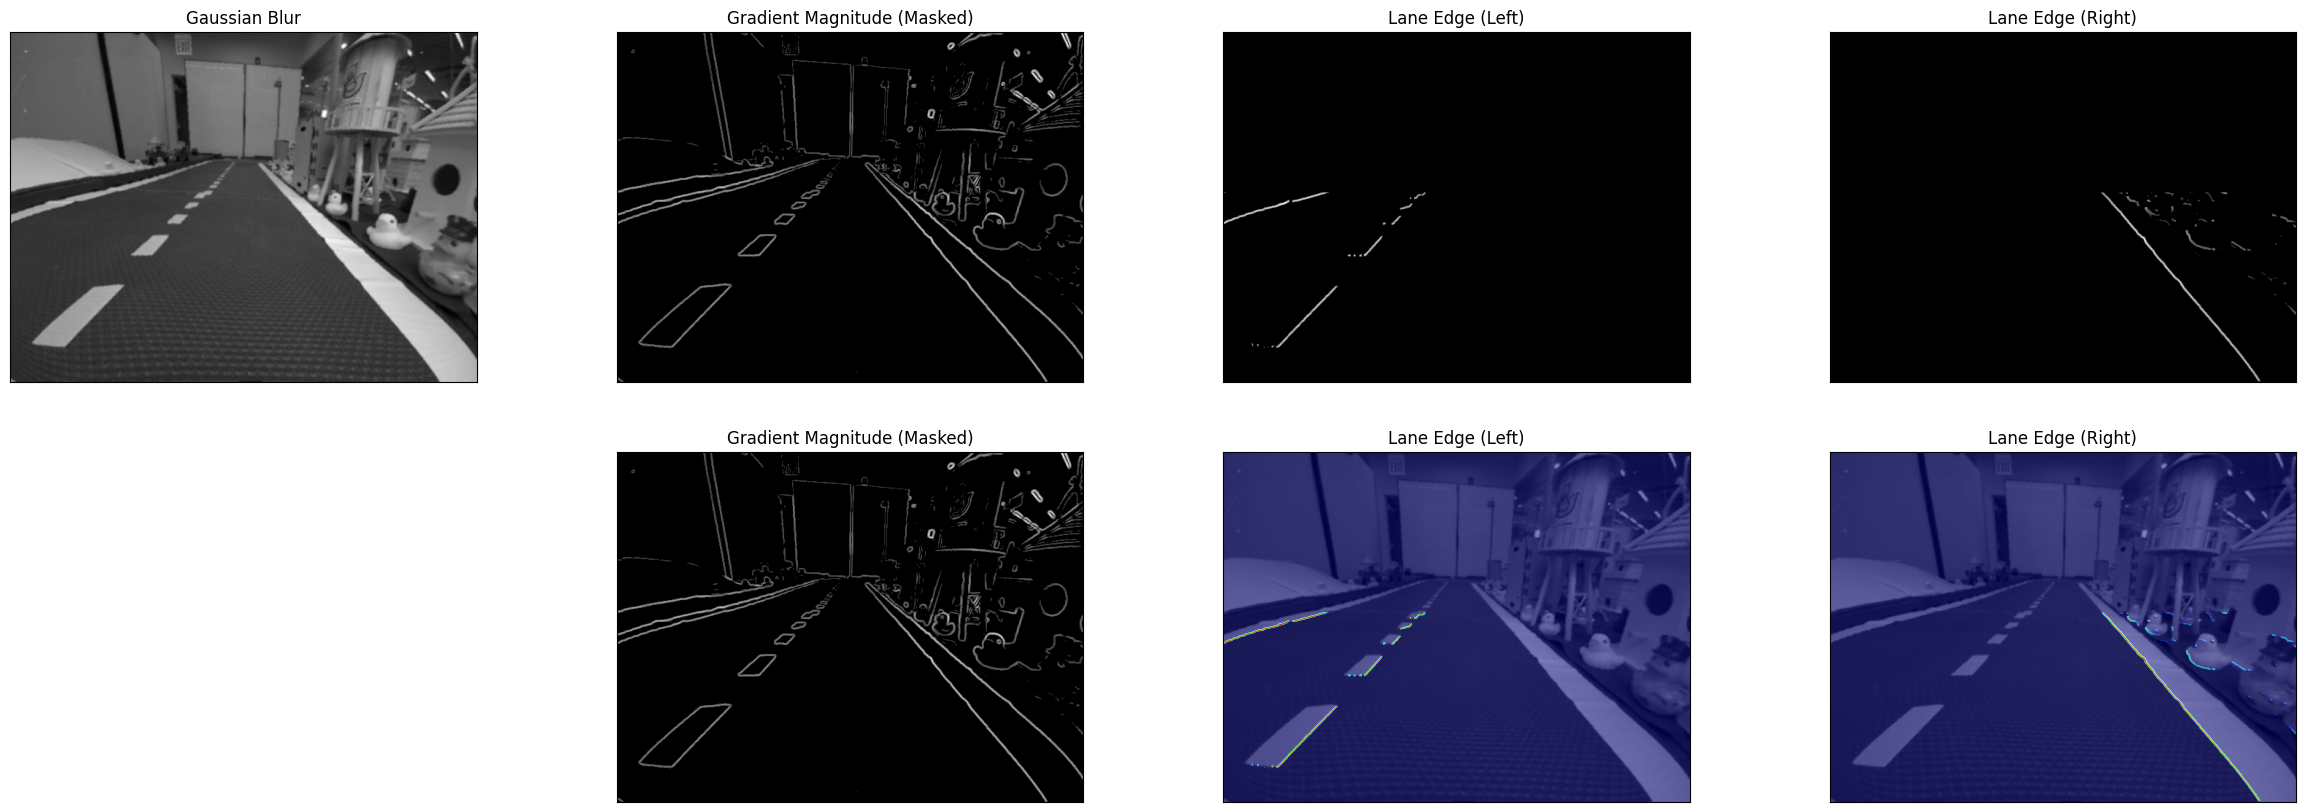 Gaussian Blur
Gradient Magnitude (Masked)
Lane Edge (Left)
Lane Edge (Right)
EXIT
Gradient Magnitude (Masked)
Lane Edge (Left)
Lane Edge (Right)